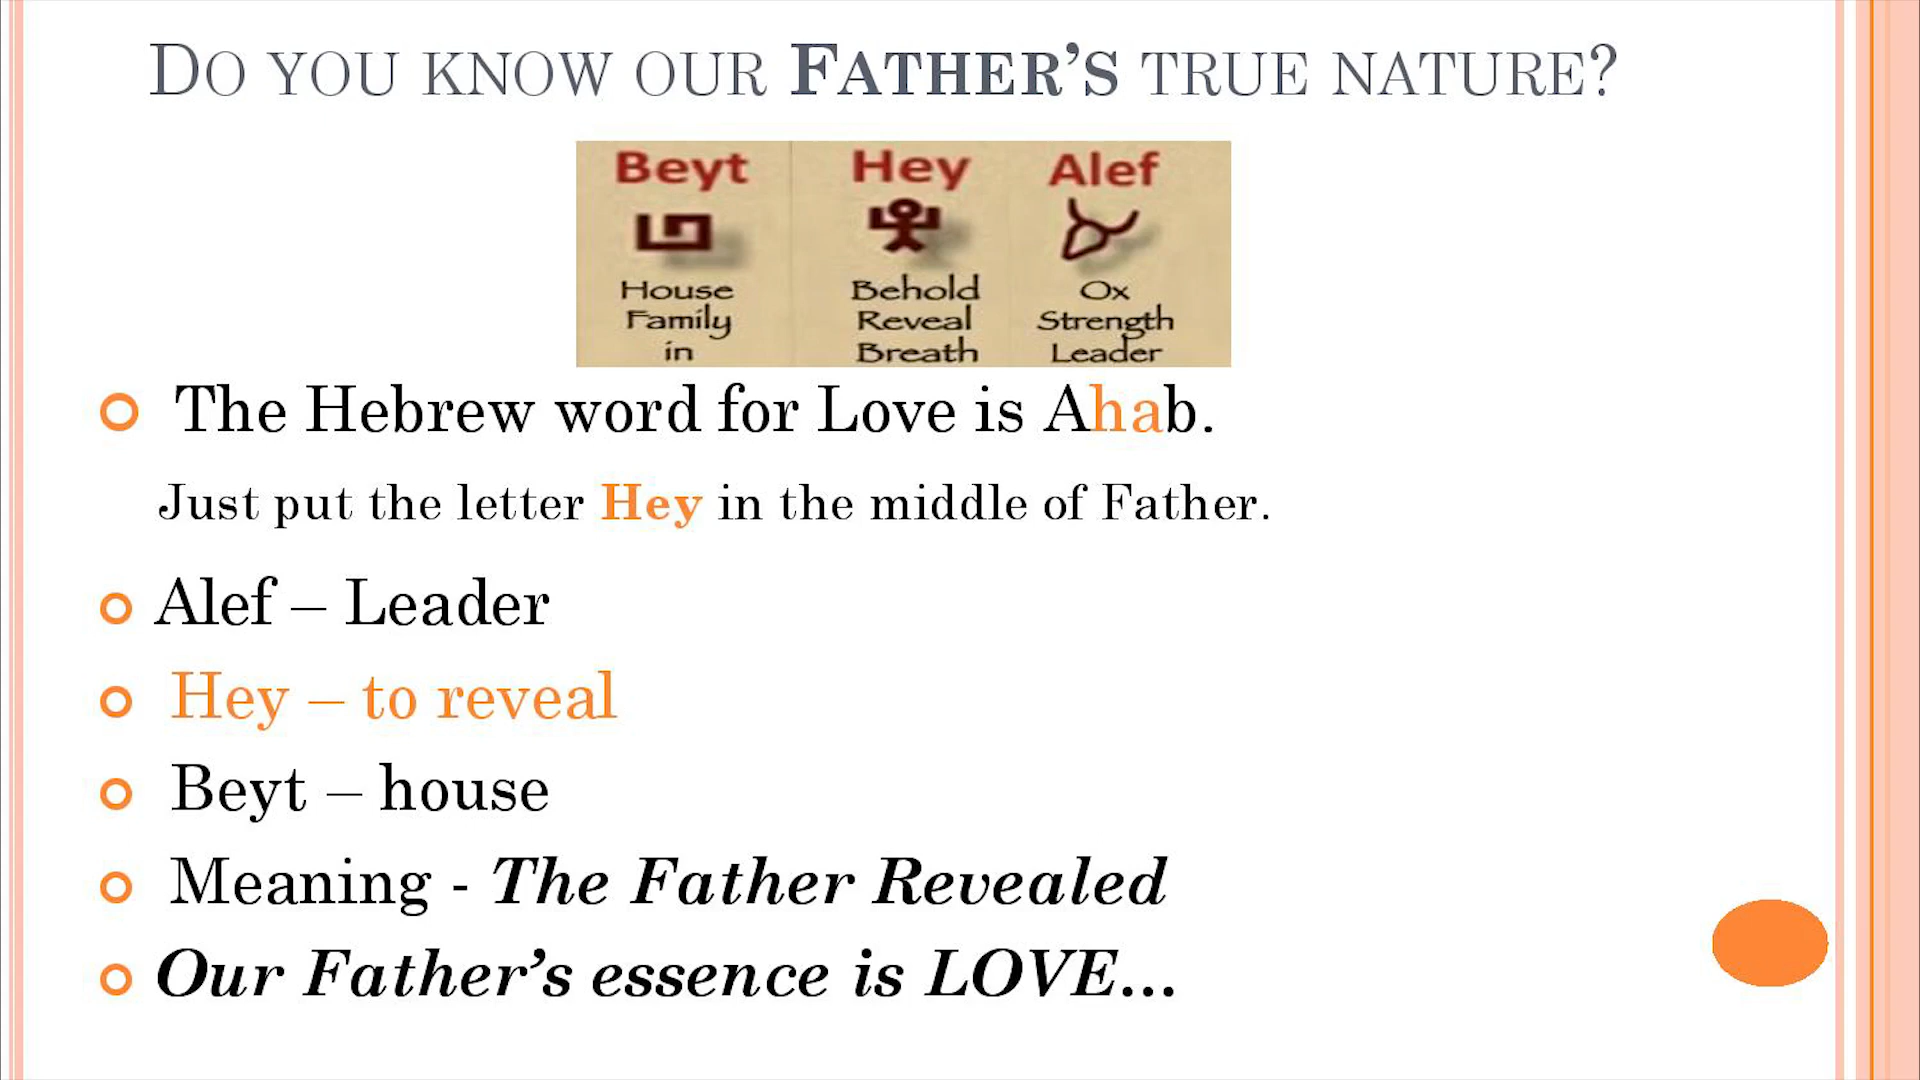 DO YOU KNOW OUR FATHER'S TRUE NATURE?
Beyt Hey Alef
House Behold Ox
Family Reveal Strength
in Breath Leader
The Hebrew word for Love is Ahab.
Just put the letter Hey in the middle of Father.
Alef – Leader
Hey – to reveal
Beyt – house
Meaning - The Father Revealed
Our Father's essence is LOVE...